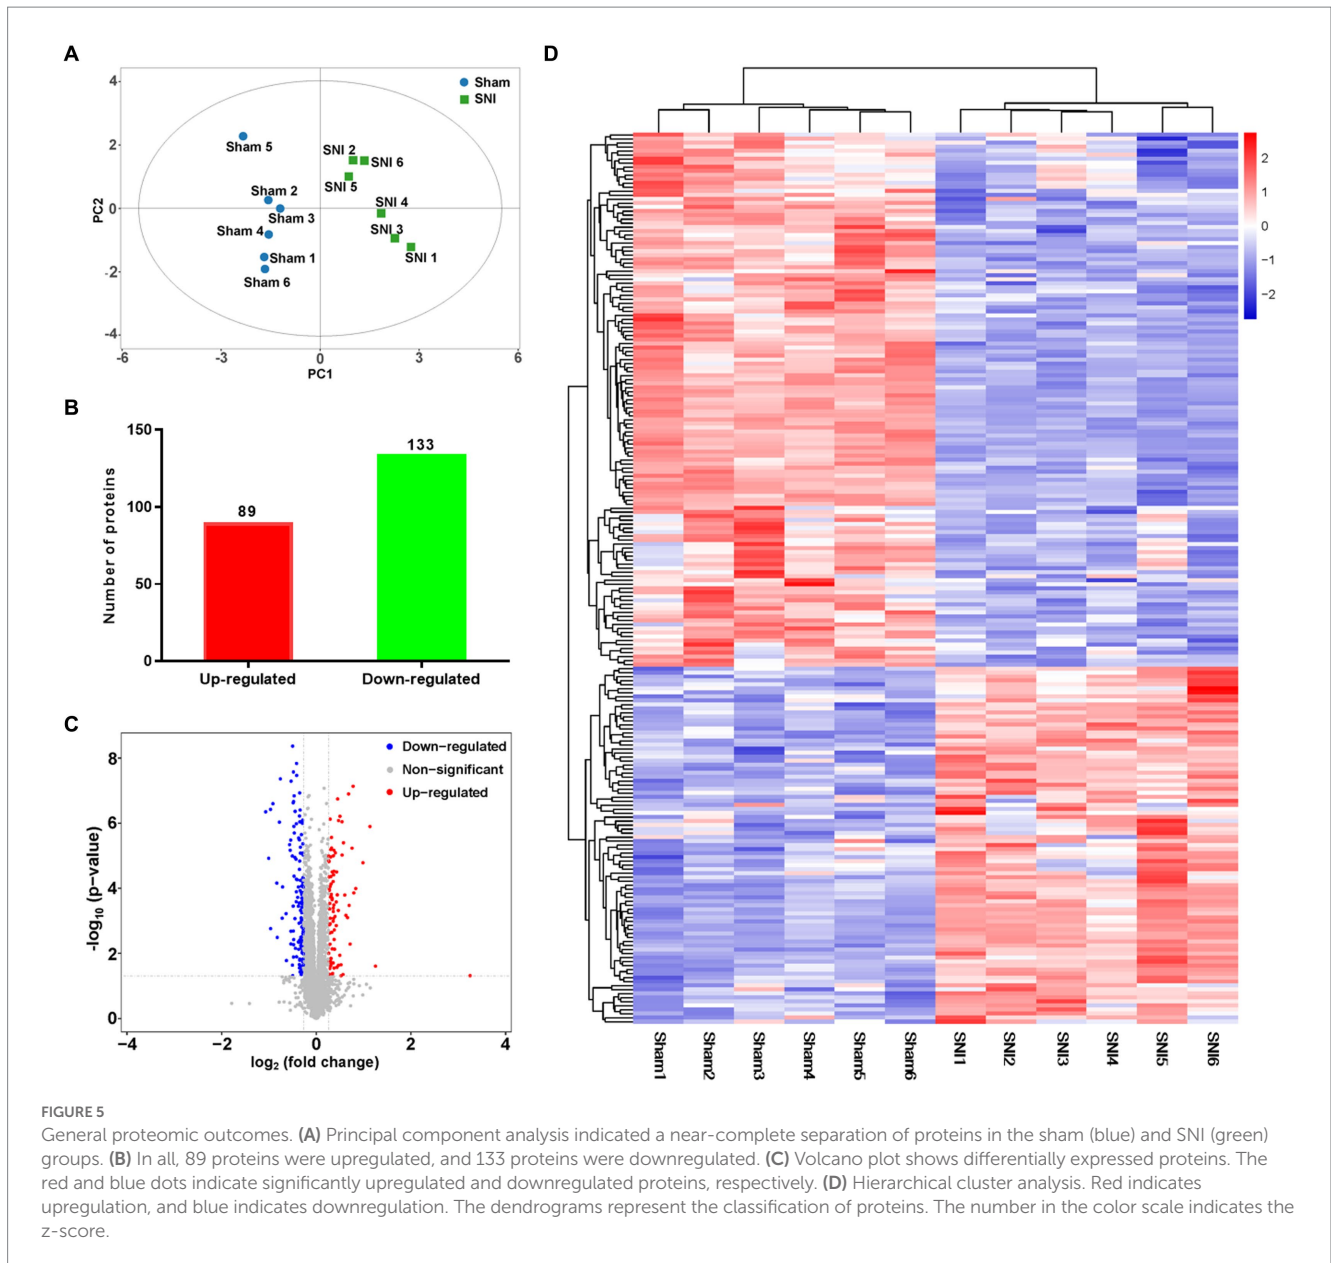 A
Sham
SNI
4
2
0
-2
-4
PC2
Sham 5
SNI 2
SNI 6
SNI 5
Sham 2
SNI 4
Sham 3
Sham 4
SNI 3
Sham 1
SNI 1
Sham 6
-6
-3
0
3
6
PC1
B
150
100
50
0
Number of proteins
89
133
Up-regulated
Down-regulated
C
Down−regulated
Non−significant
Up−regulated
8
6
4
2
0
-log10 (p−value)
−4
−2
0
2
4
log2 (fold change)
D
2
1
0
−1
−2
Sham1
Sham2
Sham3
Sham4
Sham5
Sham6
SNI1
SNI2
SNI3
SNI4
SNI5
SNI6
FIGURE 5
General proteomic outcomes. (A) Principal component analysis indicated a near-complete separation of proteins in the sham (blue) and SNI (green)
groups. (B) In all, 89 proteins were upregulated, and 133 proteins were downregulated. (C) Volcano plot shows differentially expressed proteins. The
red and blue dots indicate significantly upregulated and downregulated proteins, respectively. (D) Hierarchical cluster analysis. Red indicates
upregulation, and blue indicates downregulation. The dendrograms represent the classification of proteins. The number in the color scale indicates the
z-score.